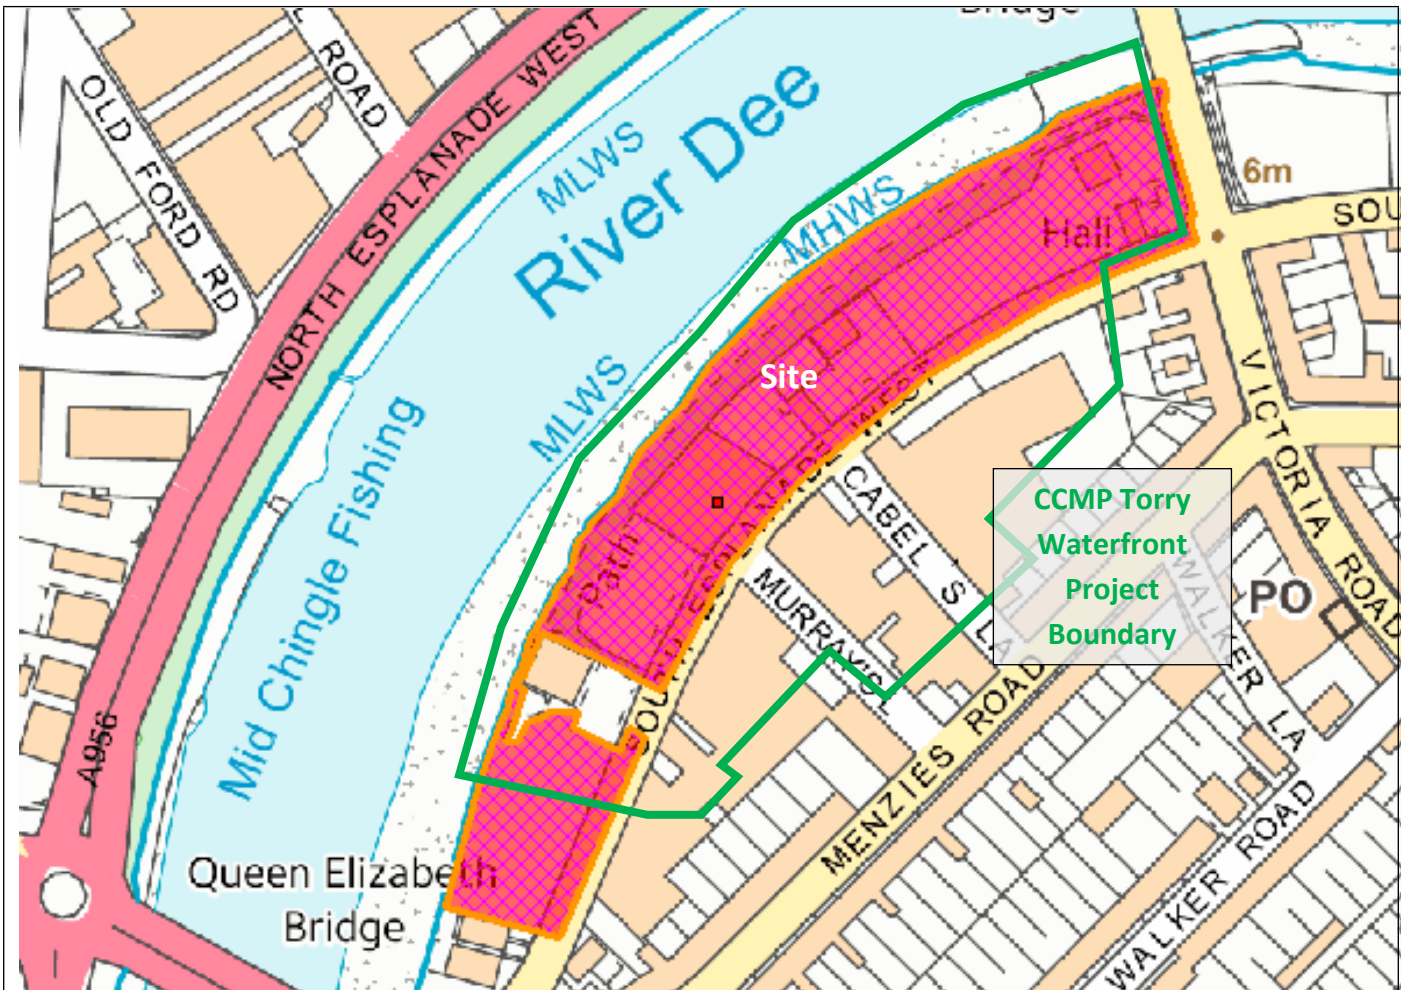 Bridge
OLD FORD RD
ROAD
NORTH ESPLANADE WEST
MLWS
River Dee
6m
MHWS
Hall
SOU
Site
MLWS
VICTORIA ROAD
Mid Chingle Fishing
CABEL'S LA
CCMP Torry
Waterfront
Project
Boundary
Path
MURRAY'S L
WALKER LA
PO
A956
MENZIES ROAD
WALKER ROAD
Queen Elizabeth
Bridge